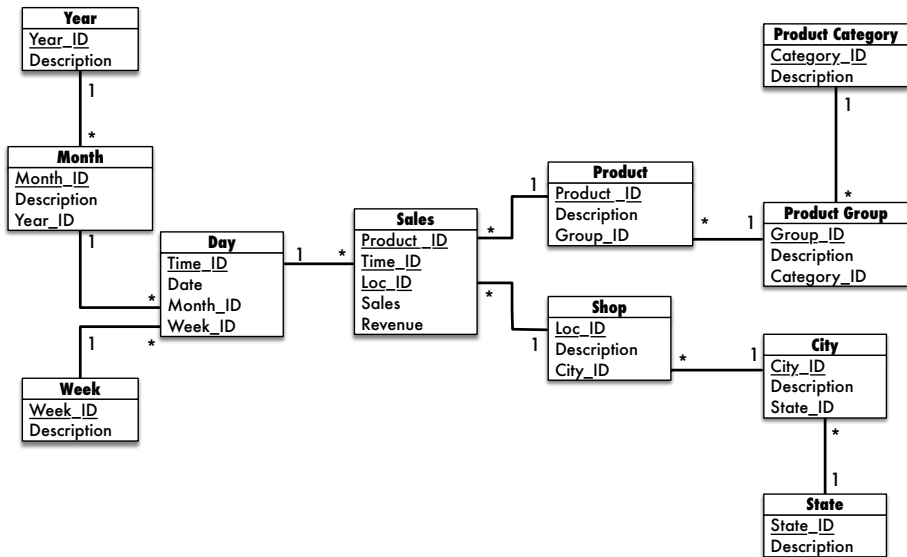 Year
Year_ID
Description
1
*
Month
Month_ID
Description
Year_ID
1
*
Day
Time_ID
Date
Month_ID
Week_ID
*
1
Week
Week_ID
Description
1
*
Sales
Product _ID
Time_ID
Loc_ID
Sales
Revenue
*
1
Product
Product _ID
Description
Group_ID
*
1
Product Category
Category_ID
Description
1
*
Product Group
Group_ID
Description
Category_ID
*
1
Shop
Loc_ID
Description
City_ID
*
1
City
City_ID
Description
State_ID
*
1
State
State_ID
Description